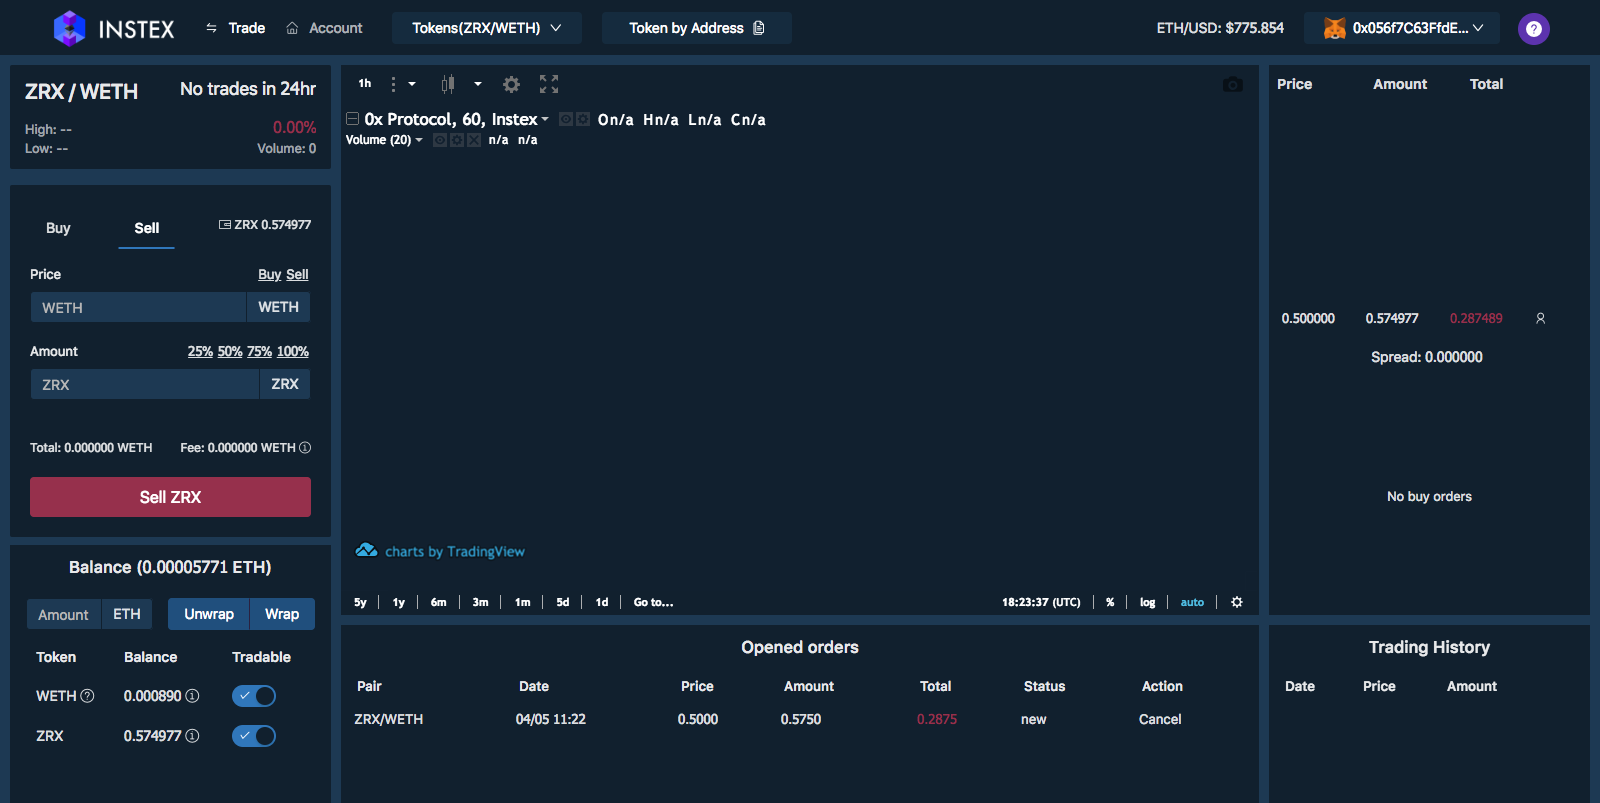 INSTEX
Trade
Account
Tokens(ZRX/WETH)
Token by Address
ETH/USD: $775.854
0x056f7C63FfdE...
?
ZRX / WETH
No trades in 24hr
High: --
0.00%
Low: --
Volume: 0
Buy
Sell
ZRX 0.574977
Price
Buy Sell
WETH
WETH
Amount
25% 50% 75% 100%
ZRX
ZRX
Total: 0.000000 WETH
Fee: 0.000000 WETH
Sell ZRX
Balance (0.00005771 ETH)
Amount
ETH
Unwrap
Wrap
Token Balance Tradable
WETH 0.000890
ZRX 0.574977
1h
0x Protocol, 60, Instex
On/a Hn/a Ln/a Cn/a
Volume (20)
n/a n/a
charts by TradingView
5y 1y 6m 3m 1m 5d 1d Go to...
18:23:37 (UTC) % log auto
Opened orders
Pair Date Price Amount Total Status Action
ZRX/WETH 04/05 11:22 0.5000 0.5750 0.2875 new Cancel
Price Amount Total
0.500000 0.574977 0.287489
Spread: 0.000000
No buy orders
Trading History
Date Price Amount